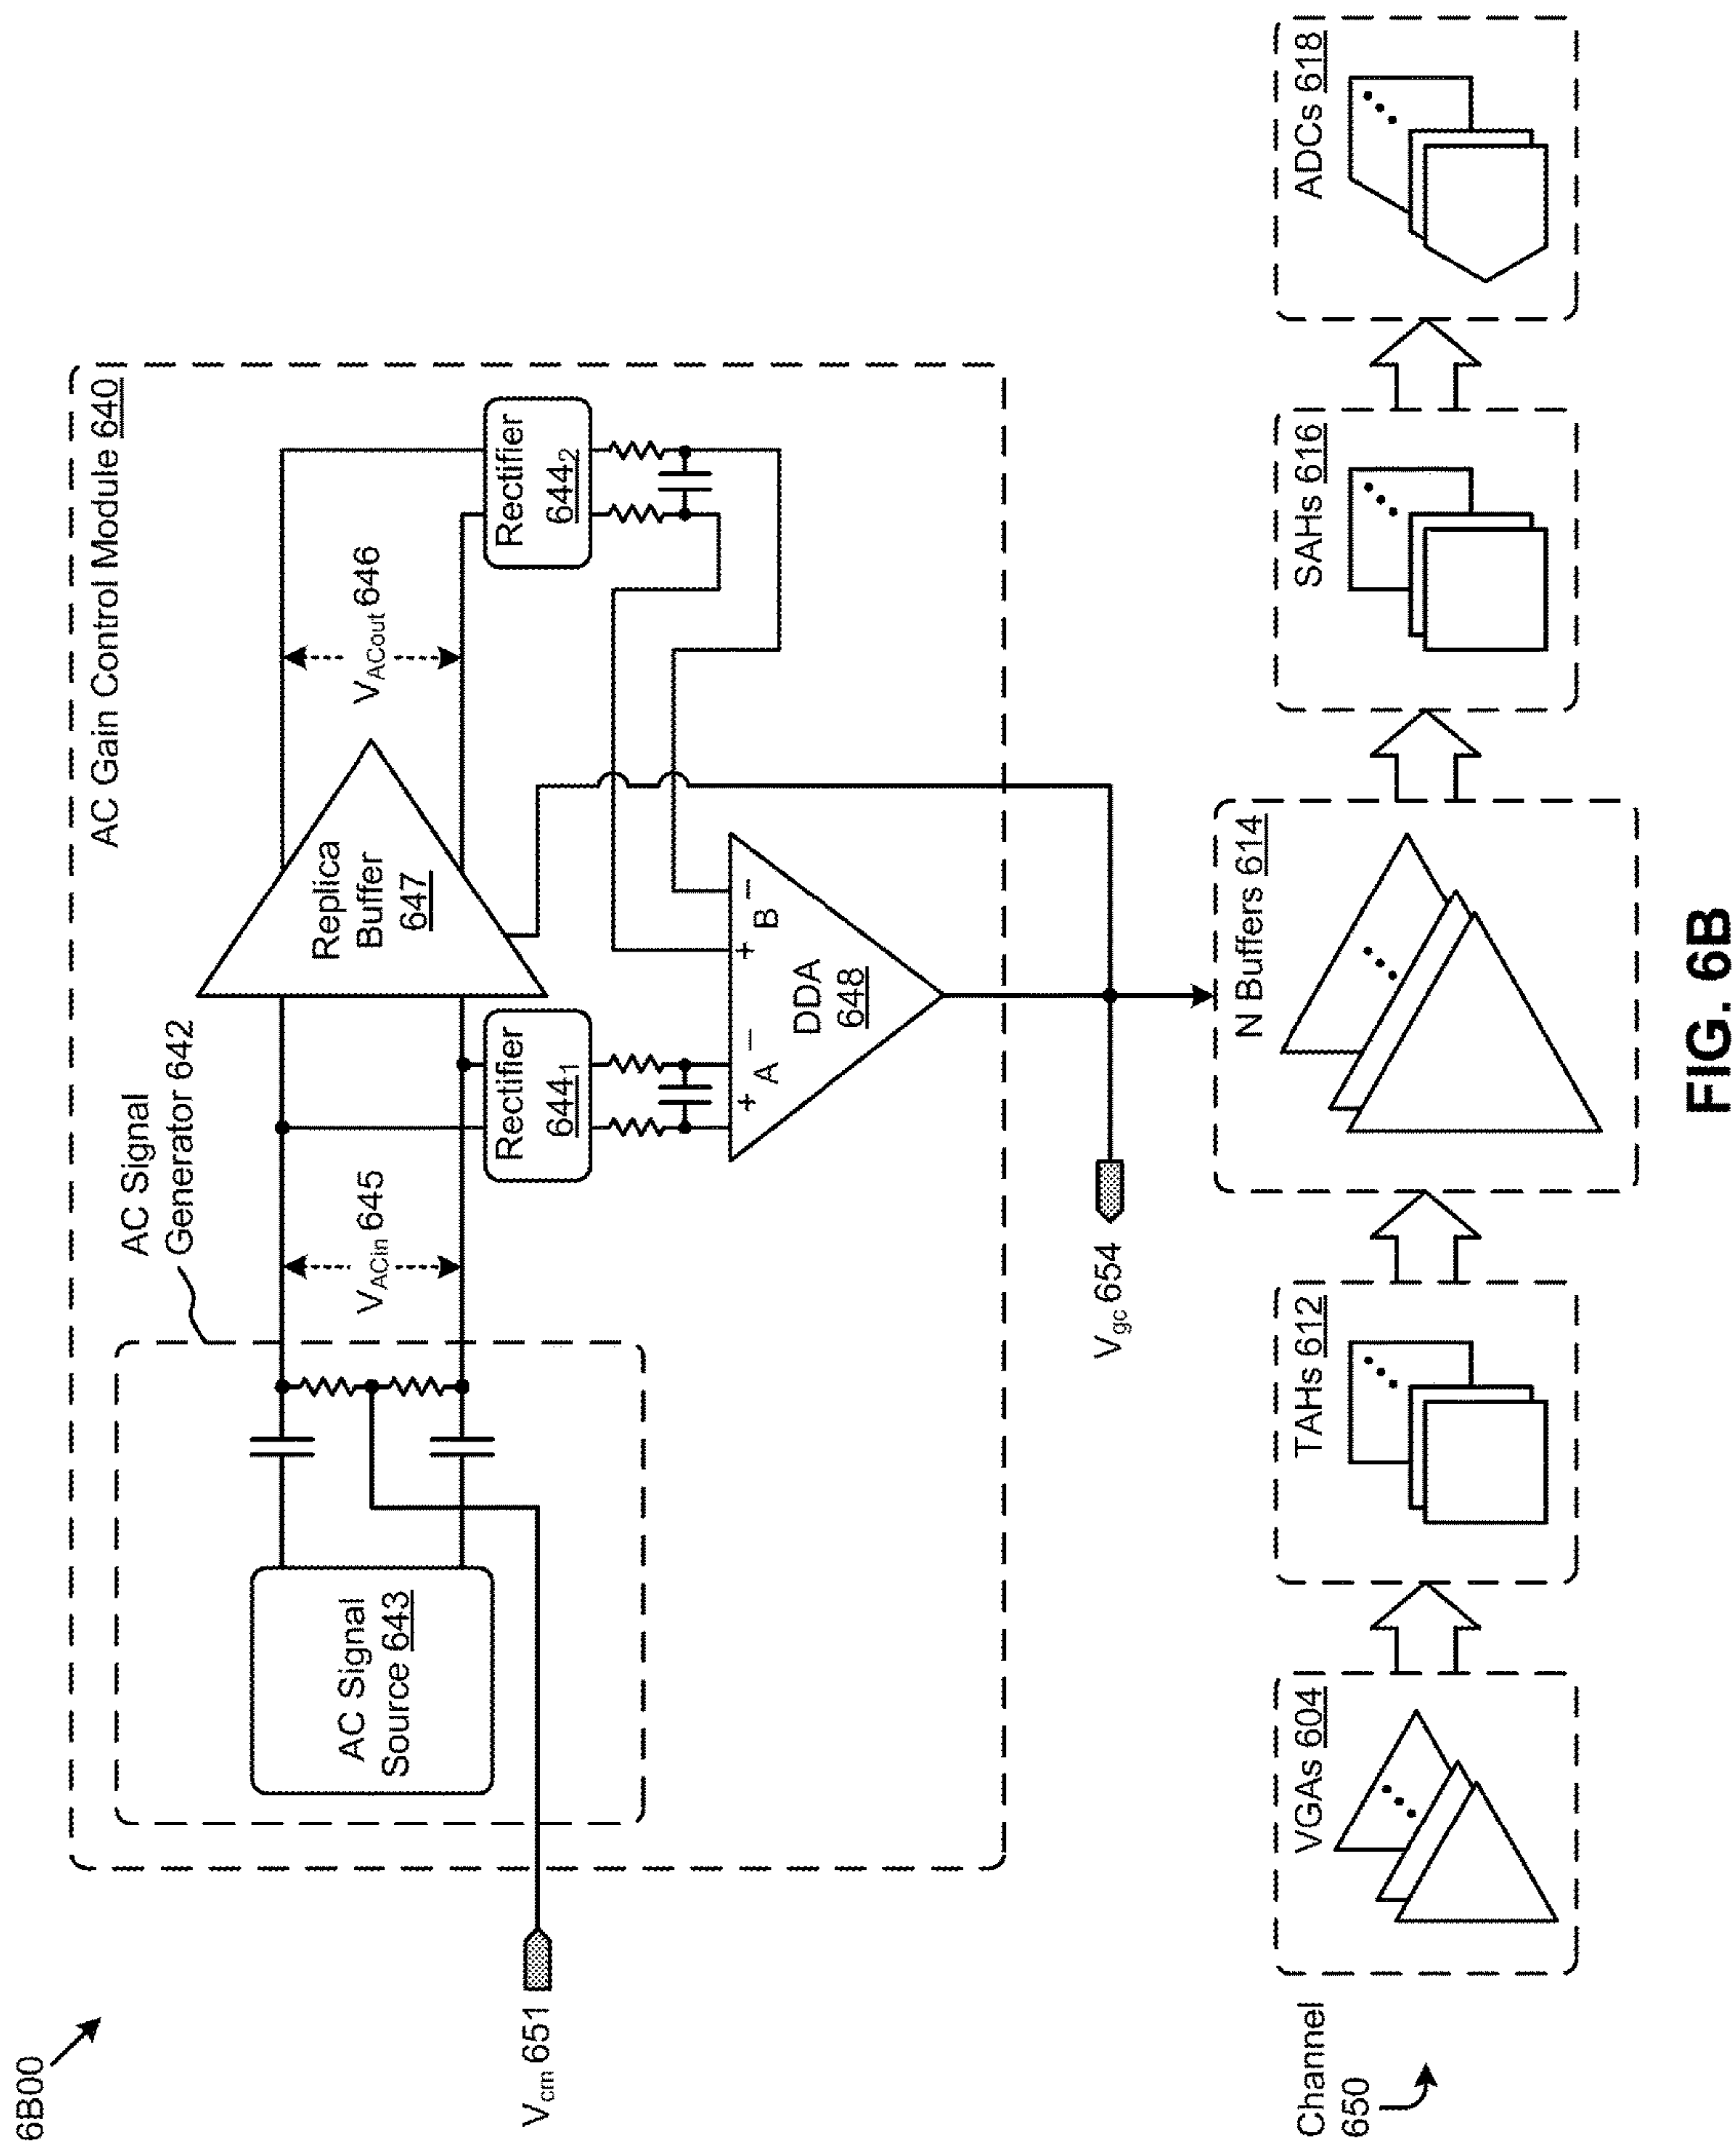 6B00
AC Gain Control Module 640
AC Signal
Generator 642
AC Signal
Source 643
V_ACin 645
Replica
Buffer
647
V_ACout 646
Rectifier
644_1
Rectifier
644_2
+ A − + B −
DDA
648
V_cm 651
V_gc 654
Channel
650
VGAs 604
TAHs 612
N Buffers 614
SAHs 616
ADCs 618
FIG. 6B